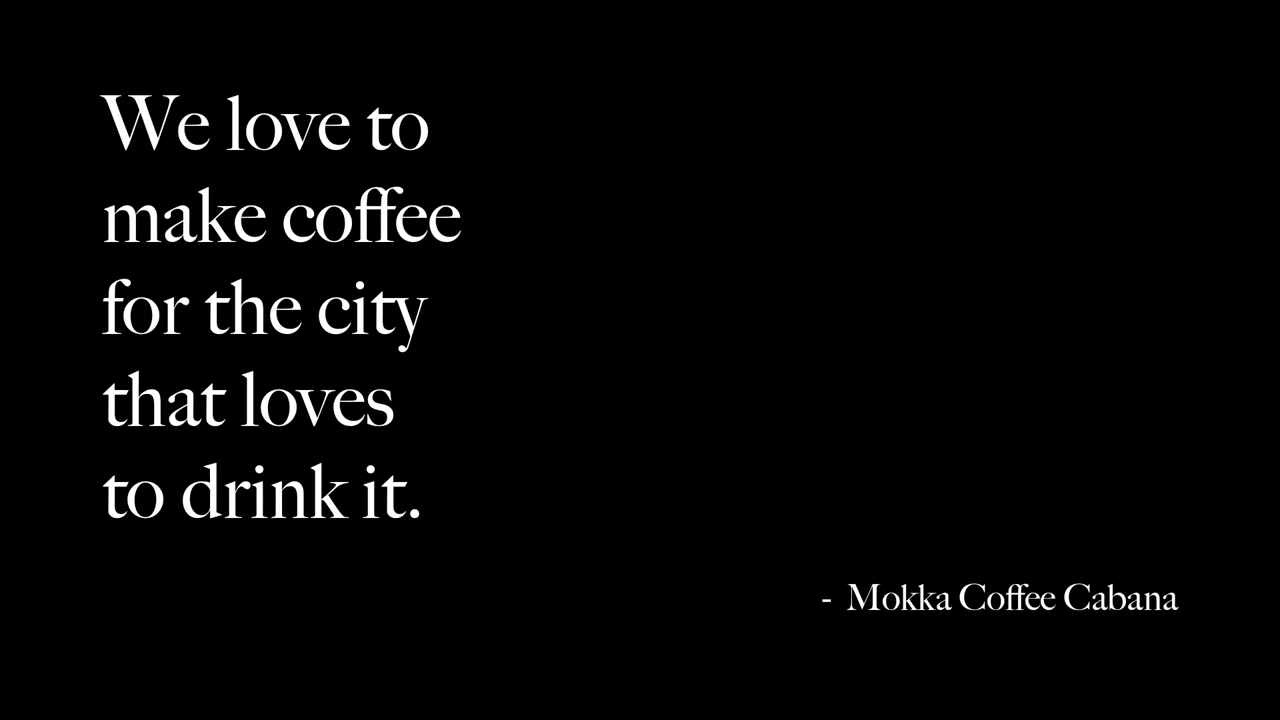 We love to
make coffee
for the city
that loves
to drink it.
- Mokka Coffee Cabana